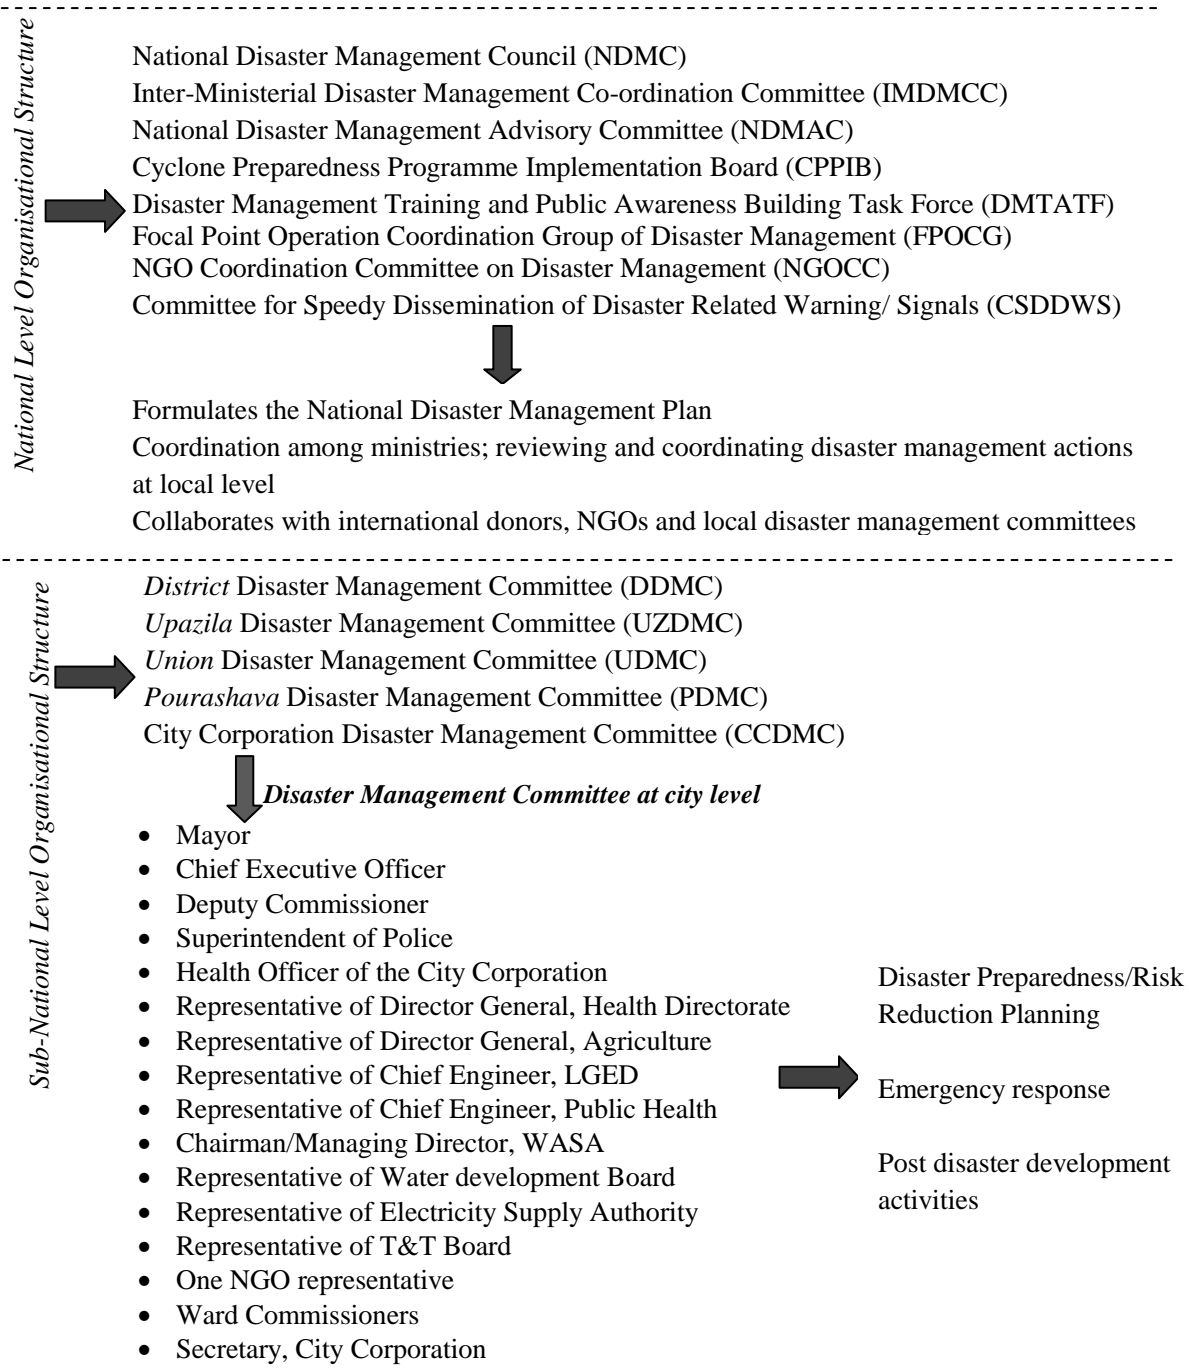 National Level Organisational Structure
National Disaster Management Council (NDMC)
Inter-Ministerial Disaster Management Co-ordination Committee (IMDMCC)
National Disaster Management Advisory Committee (NDMAC)
Cyclone Preparedness Programme Implementation Board (CPPIB)
Disaster Management Training and Public Awareness Building Task Force (DMTATF)
Focal Point Operation Coordination Group of Disaster Management (FPOCG)
NGO Coordination Committee on Disaster Management (NGOCC)
Committee for Speedy Dissemination of Disaster Related Warning/ Signals (CSDDWS)
Formulates the National Disaster Management Plan
Coordination among ministries; reviewing and coordinating disaster management actions
at local level
Collaborates with international donors, NGOs and local disaster management committees
Sub-National Level Organisational Structure
District Disaster Management Committee (DDMC)
Upazila Disaster Management Committee (UZDMC)
Union Disaster Management Committee (UDMC)
Pourashava Disaster Management Committee (PDMC)
City Corporation Disaster Management Committee (CCDMC)
Disaster Management Committee at city level
• Mayor
• Chief Executive Officer
• Deputy Commissioner
• Superintendent of Police
• Health Officer of the City Corporation
• Representative of Director General, Health Directorate
• Representative of Director General, Agriculture
• Representative of Chief Engineer, LGED
• Representative of Chief Engineer, Public Health
• Chairman/Managing Director, WASA
• Representative of Water development Board
• Representative of Electricity Supply Authority
• Representative of T&T Board
• One NGO representative
• Ward Commissioners
• Secretary, City Corporation
Disaster Preparedness/Risk
Reduction Planning
Emergency response
Post disaster development
activities